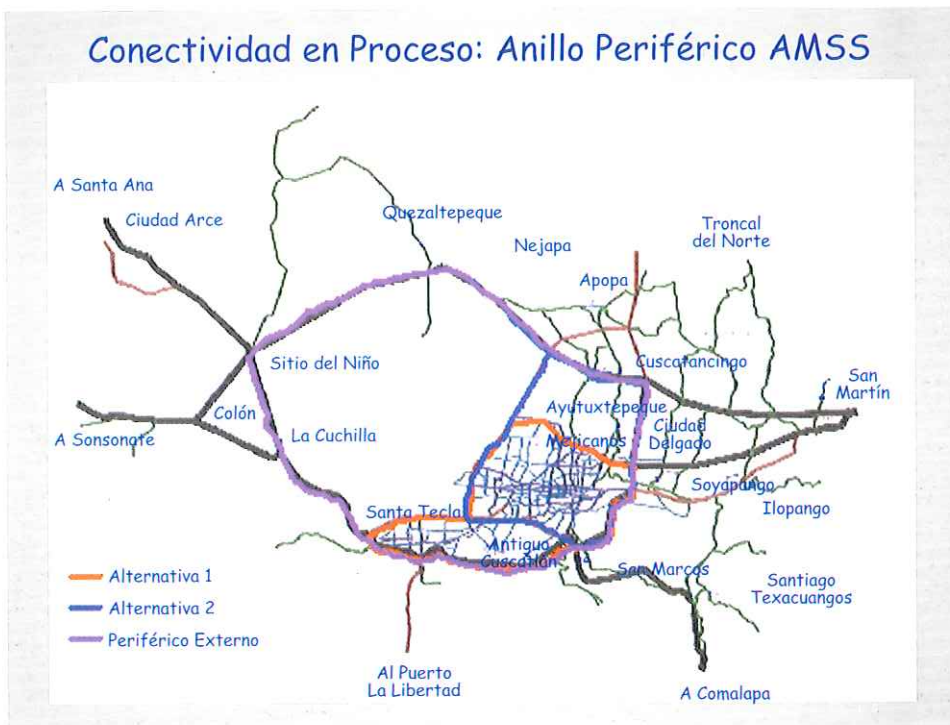 Conectividad en Proceso: Anillo Periférico AMSS
A Santa Ana
Ciudad Arce
Quezaltepeque
Nejapa
Troncal
del Norte
Apopa
Sitio del Niño
Cuscatancingo
San
Martín
Colón
Ayutuxtepeque
A Sonsonate
La Cuchilla
Mejicanos
Ciudad
Delgado
Soyapango
Ilopango
Santa Tecla
Antiguo
Cuscatlán
San Marcos
Santiago
Texacuangos
Alternativa 1
Alternativa 2
Periférico Externo
Al Puerto
La Libertad
A Comalapa